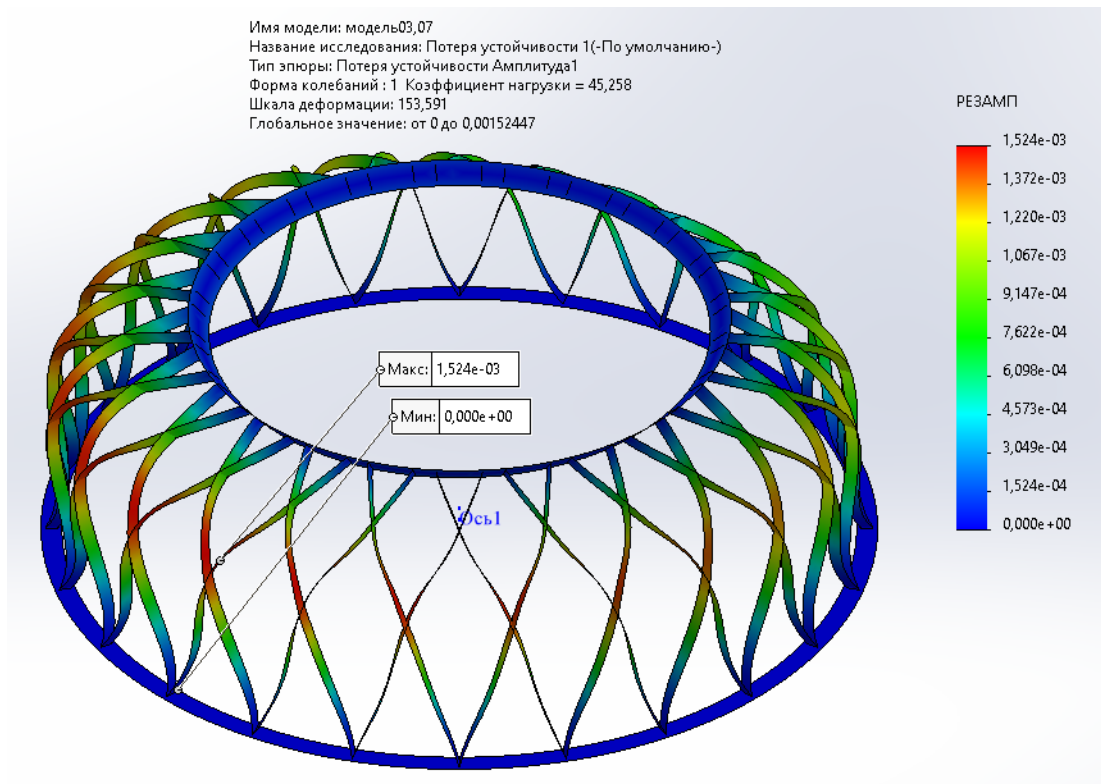 Имя модели: модель03,07
Название исследования: Потеря устойчивости 1(-По умолчанию-)
Тип эпюры: Потеря устойчивости Амплитуда1
Форма колебаний : 1 Коэффициент нагрузки = 45,258
Шкала деформации: 153,591
Глобальное значение: от 0 до 0,00152447
РЕЗАМП
1,524e-03
1,372e-03
1,220e-03
1,067e-03
9,147e-04
7,622e-04
6,098e-04
4,573e-04
3,049e-04
1,524e-04
0,000e+00
Макс: 1,524e-03
Мин: 0,000e+00
Ось1